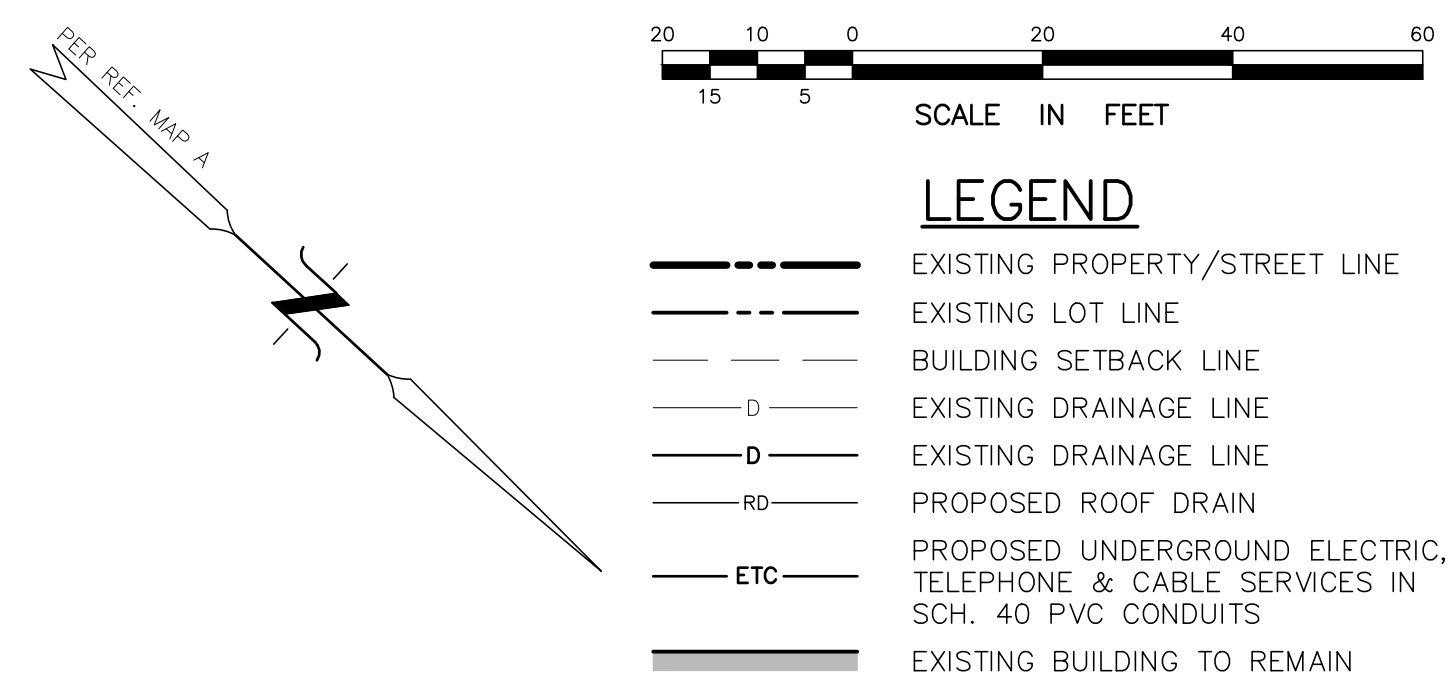 PER REF. MAP A
20 10 0 20 40 60
15 5
SCALE IN FEET
LEGEND
EXISTING PROPERTY/STREET LINE
EXISTING LOT LINE
BUILDING SETBACK LINE
D EXISTING DRAINAGE LINE
D EXISTING DRAINAGE LINE
RD PROPOSED ROOF DRAIN
ETC PROPOSED UNDERGROUND ELECTRIC,
TELEPHONE & CABLE SERVICES IN
SCH. 40 PVC CONDUITS
EXISTING BUILDING TO REMAIN